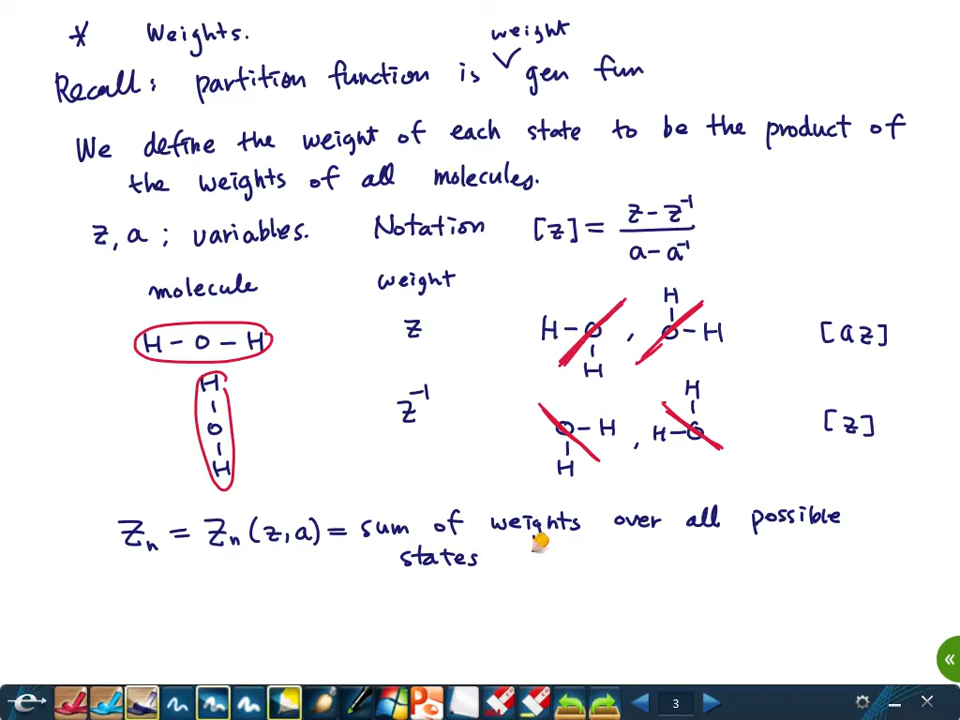 * Weights.
weight
Recall: partition function is ∨ gen fun
We define the weight of each state to be the product of
the weights of all molecules.
z, a ; variables. Notation [z] = (z - z⁻¹)/(a - a⁻¹)
molecule weight
H - O - H z H - O H , H O - H [az]
H - O - H z⁻¹ O - H H , H H - O [z]
Zₙ = Zₙ(z, a) = sum of weights over all possible
states
3